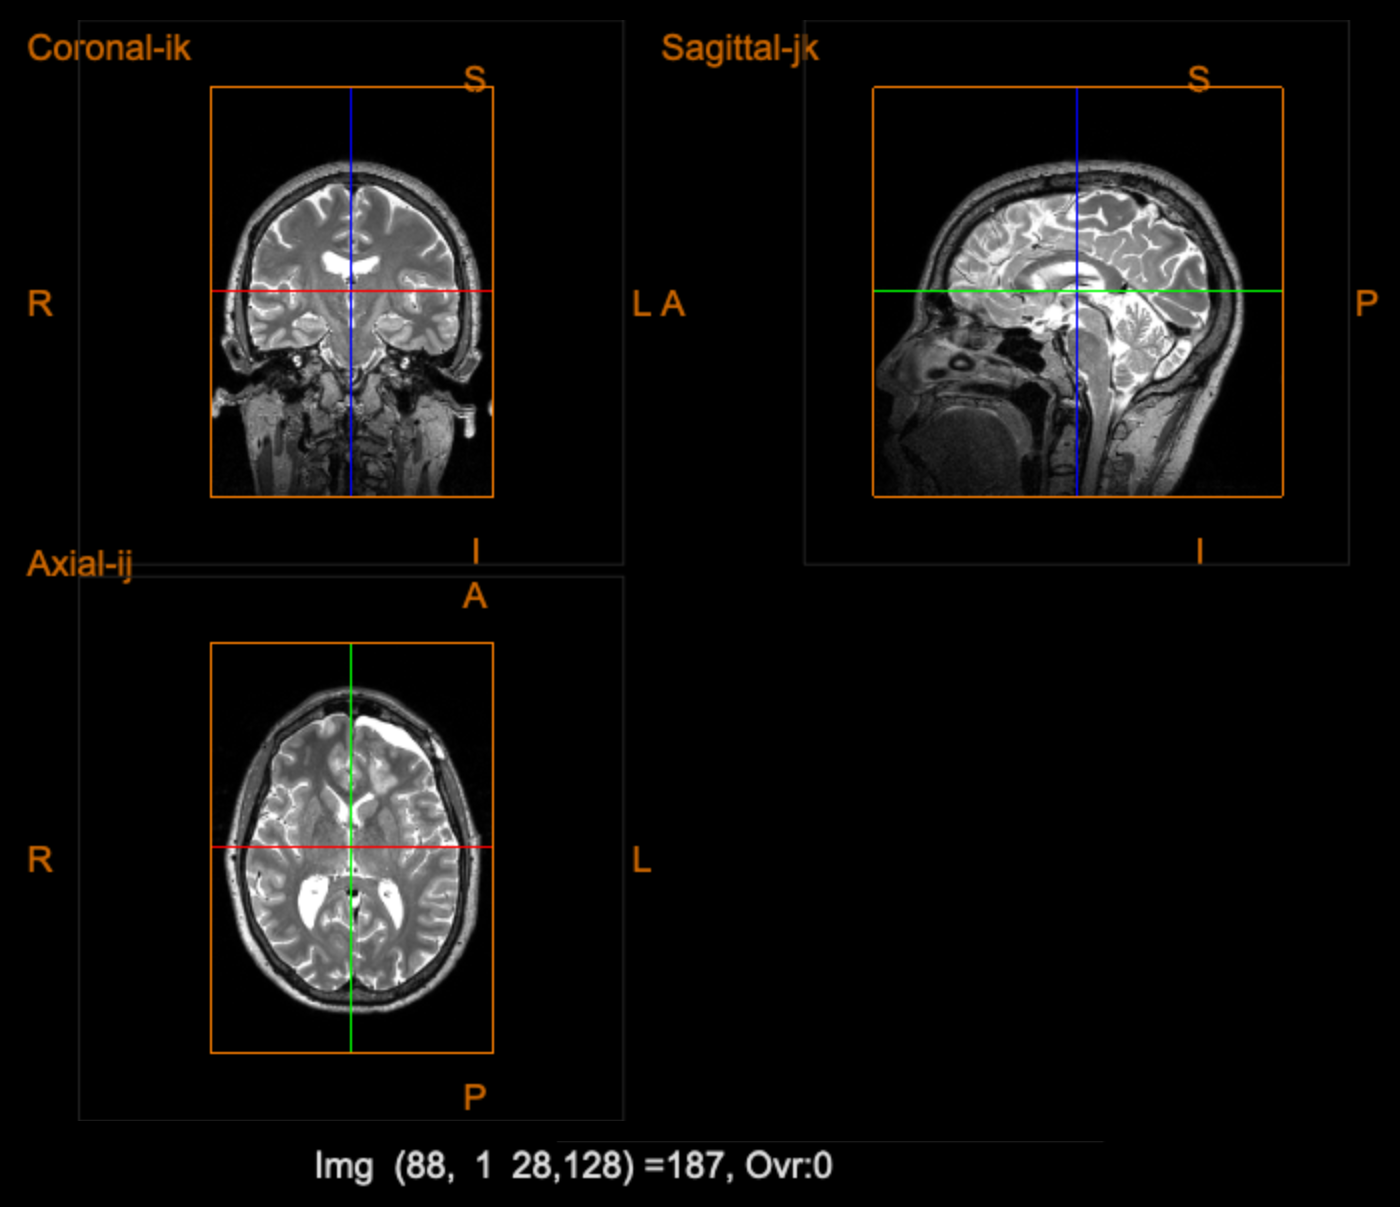 Coronal-ik
S
R
L
I
Sagittal-jk
S
A
P
I
Axial-ij
A
R
L
P
Img (88, 1 28,128) =187, Ovr:0